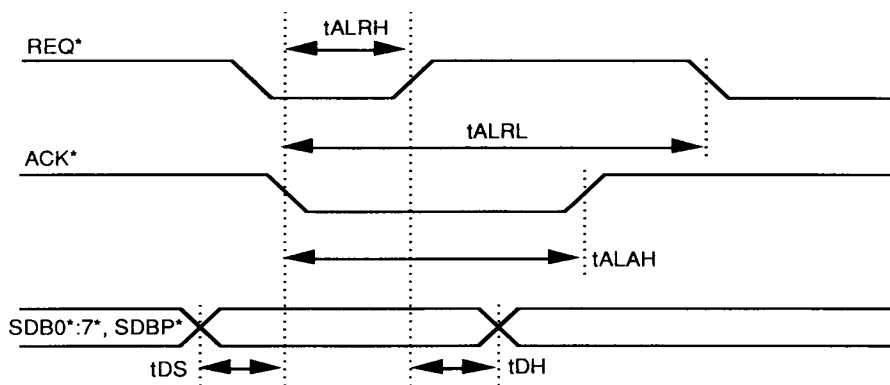 tALRH
REQ*
tALRL
ACK*
tALAH
SDB0*:7*, SDBP*
tDS
tDH